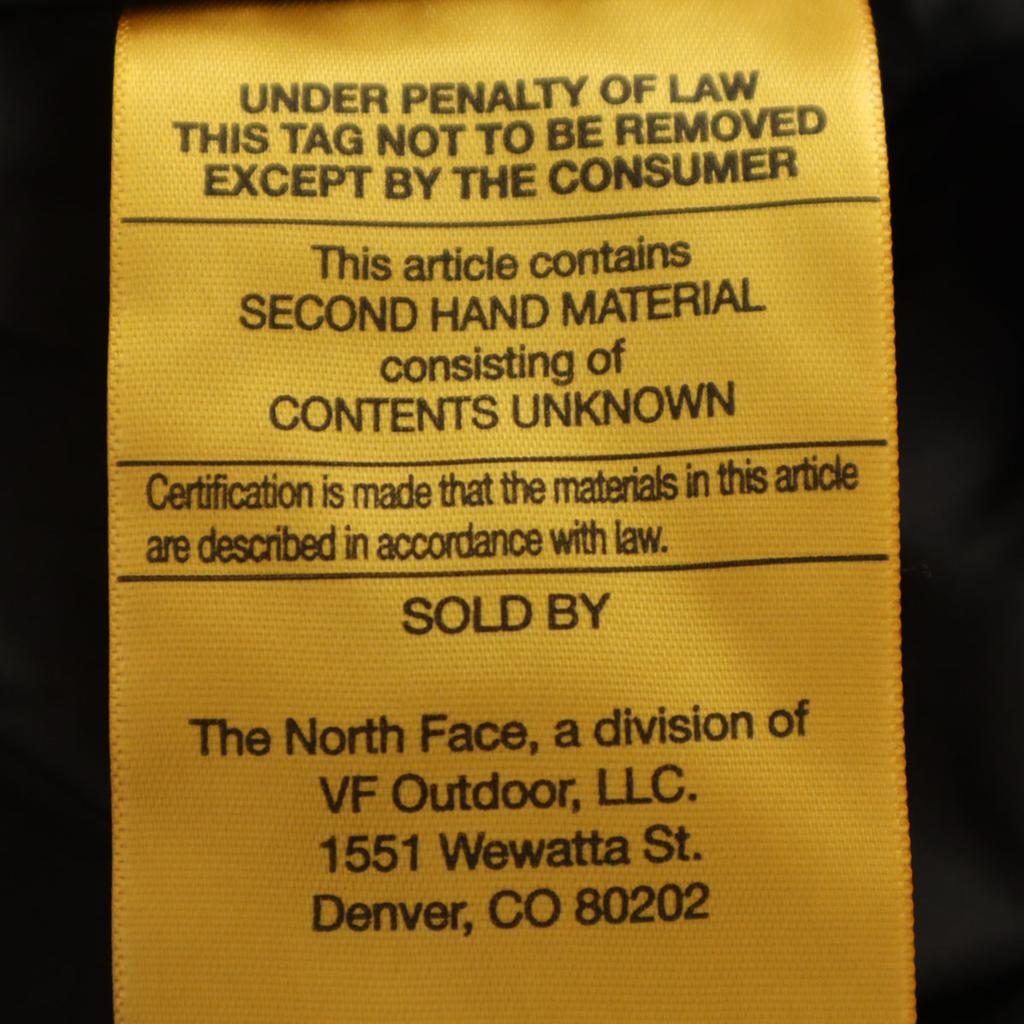 UNDER PENALTY OF LAW
THIS TAG NOT TO BE REMOVED
EXCEPT BY THE CONSUMER
This article contains
SECOND HAND MATERIAL
consisting of
CONTENTS UNKNOWN
Certification is made that the materials in this article
are described in accordance with law.
SOLD BY
The North Face, a division of
VF Outdoor, LLC.
1551 Wewatta St.
Denver, CO 80202